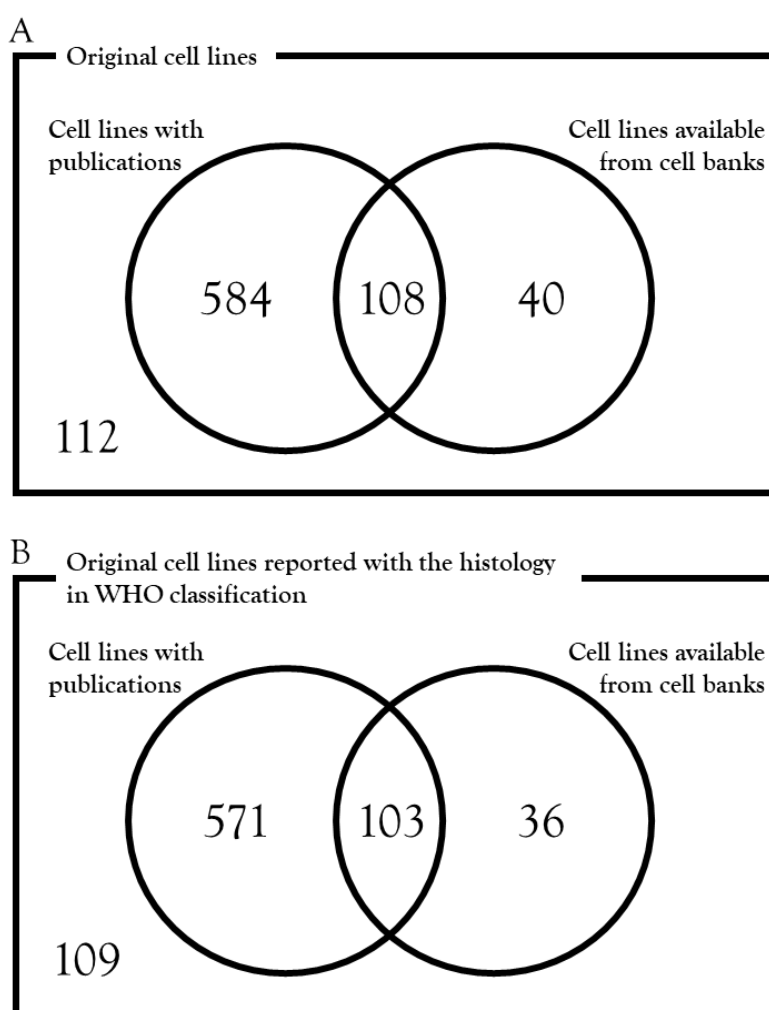 A
Original cell lines
Cell lines with
publications
Cell lines available
from cell banks
584
108
40
112
B
Original cell lines reported with the histology
in WHO classification
Cell lines with
publications
Cell lines available
from cell banks
571
103
36
109